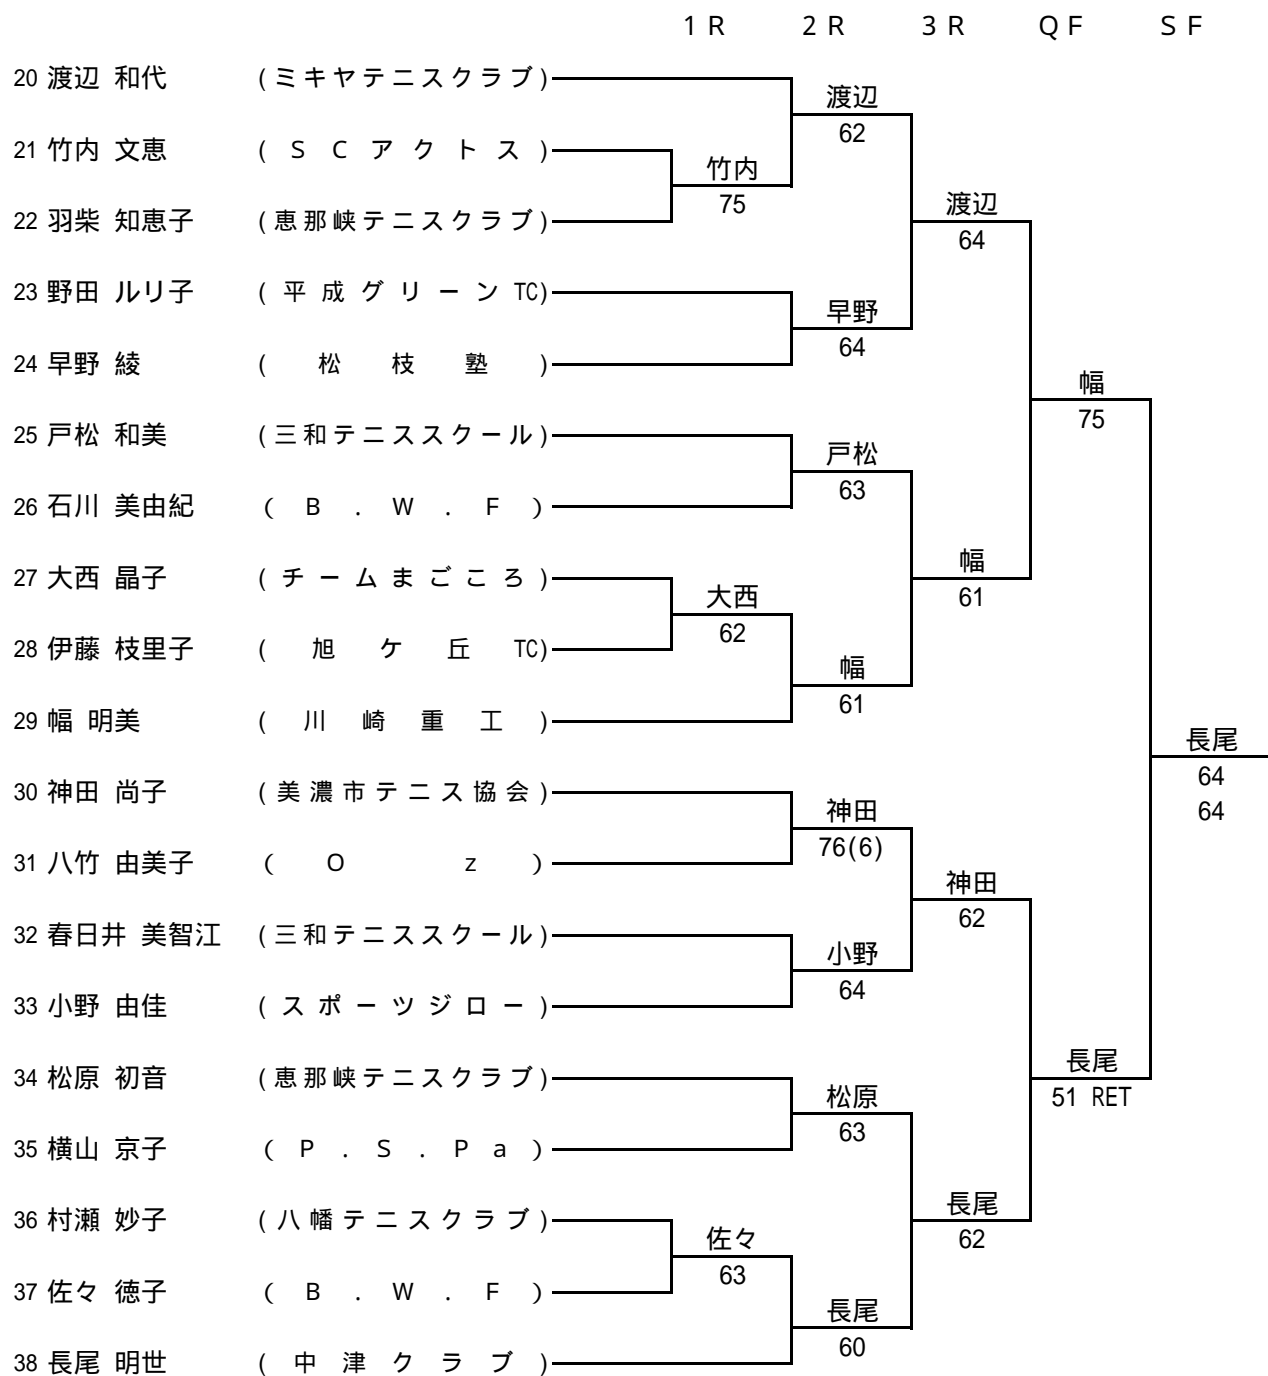 1R 2R 3R QF SF
20 渡辺 和代 (ミキヤテニスクラブ)
渡辺
62
21 竹内 文恵 (SCアクトス)
竹内
75
22 羽柴 知恵子 (恵那峡テニスクラブ)
渡辺
64
23 野田 ルリ子 (平成グリーンTC)
早野
64
24 早野 綾 (松枝塾)
幅
75
25 戸松 和美 (三和テニススクール)
戸松
63
26 石川 美由紀 (B.W.F)
幅
61
27 大西 晶子 (チームまごころ)
大西
62
28 伊藤 枝里子 (旭ケ丘TC)
幅
61
29 幅 明美 (川崎重工)
長尾
64
64
30 神田 尚子 (美濃市テニス協会)
神田
76(6)
31 八竹 由美子 (Oz)
神田
62
32 春日井 美智江 (三和テニススクール)
小野
64
33 小野 由佳 (スポーツジロー)
長尾
51 RET
34 松原 初音 (恵那峡テニスクラブ)
松原
63
35 横山 京子 (P.S.Pa)
長尾
62
36 村瀬 妙子 (八幡テニスクラブ)
佐々
63
37 佐々 徳子 (B.W.F)
長尾
60
38 長尾 明世 (中津クラブ)